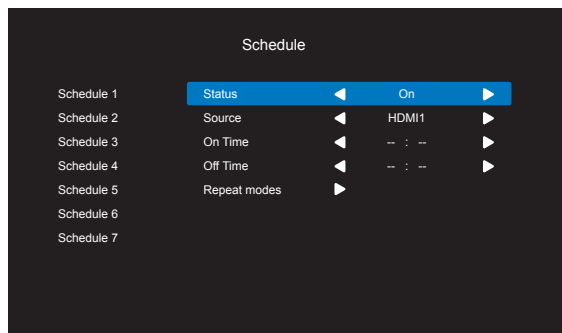 Schedule
Schedule 1 Status On
Schedule 2 Source HDMI1
Schedule 3 On Time -- : --
Schedule 4 Off Time -- : --
Schedule 5 Repeat modes
Schedule 6
Schedule 7